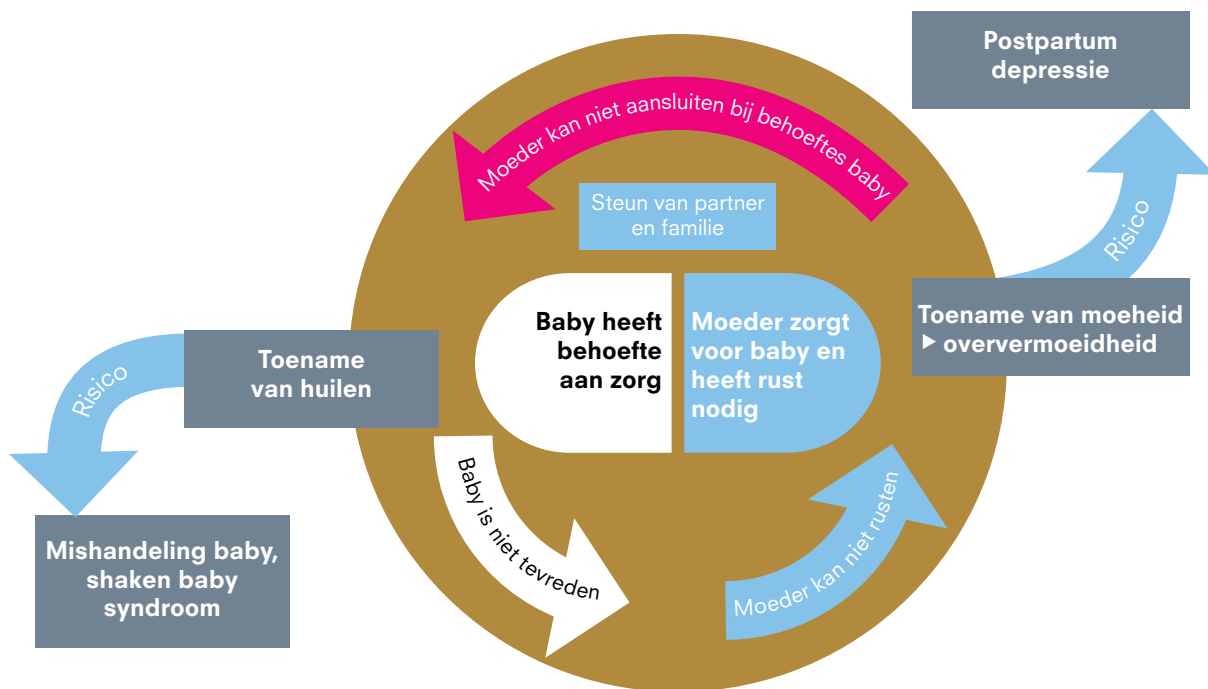 Postpartum
depressie
Moeder kan niet aansluiten bij behoeftes baby
Steun van partner
en familie
Risico
Baby heeft
behoefte
aan zorg
Moeder zorgt
voor baby en
heeft rust
nodig
Toename van moeheid
▶ oververmoeidheid
Toename
van huilen
Risico
Baby is niet tevreden
Moeder kan niet rusten
Mishandeling baby,
shaken baby
syndroom